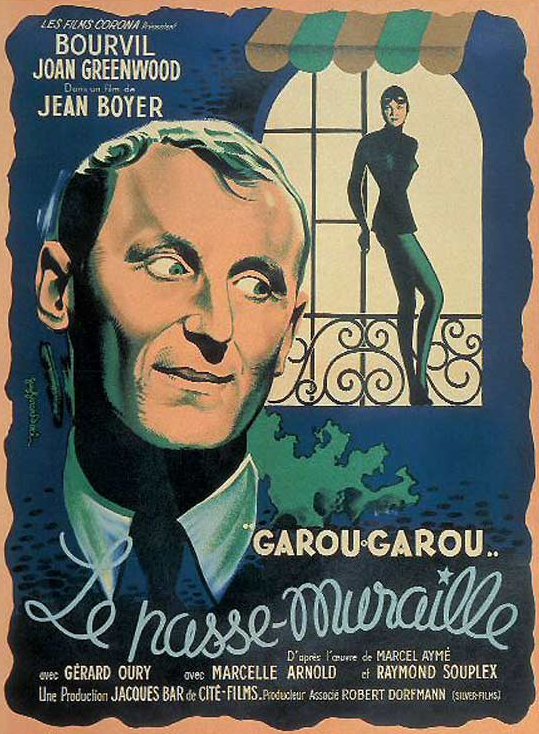 LES FILMS CORONA présentent
BOURVIL
JOAN GREENWOOD
Dans un film de
JEAN BOYER
"GAROU-GAROU..
Le passe-muraille
D'après l'œuvre de MARCEL AYMÉ
avec GÉRARD OURY avec MARCELLE ARNOLD et RAYMOND SOUPLEX
Une Production JACQUES BAR de CITÉ-FILMS. Producteur Associé ROBERT DORFMANN (SILVER-FILMS)